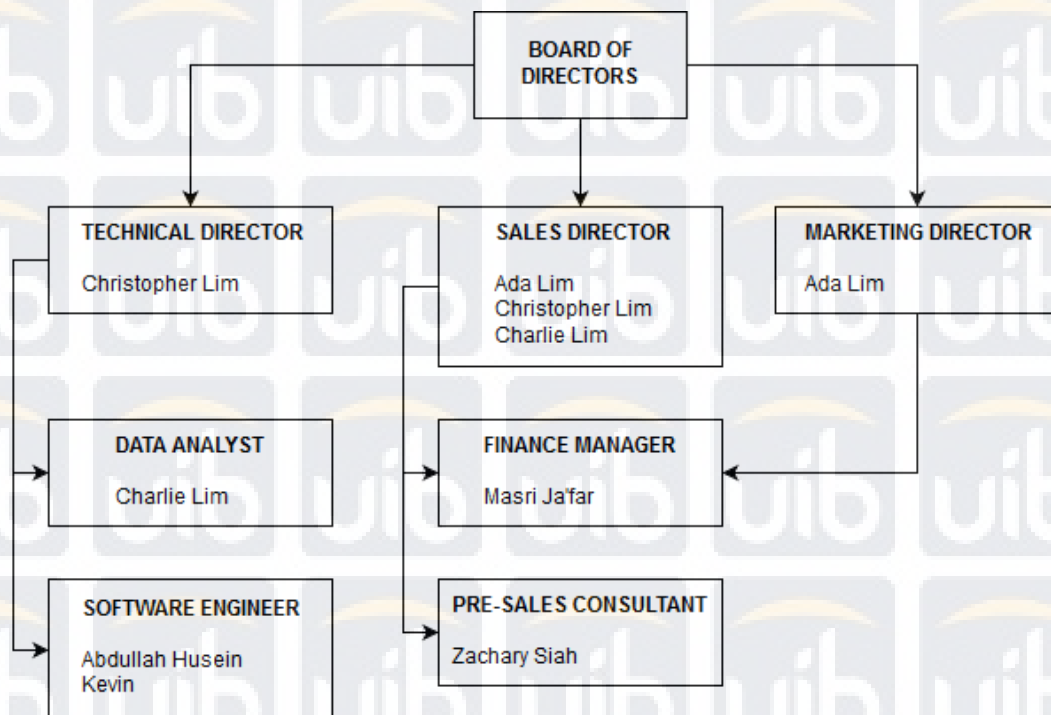 BOARD OF
DIRECTORS
TECHNICAL DIRECTOR
Christopher Lim
SALES DIRECTOR
Ada Lim
Christopher Lim
Charlie Lim
MARKETING DIRECTOR
Ada Lim
DATA ANALYST
Charlie Lim
FINANCE MANAGER
Masri Ja'far
SOFTWARE ENGINEER
Abdullah Husein
Kevin
PRE-SALES CONSULTANT
Zachary Siah
uib